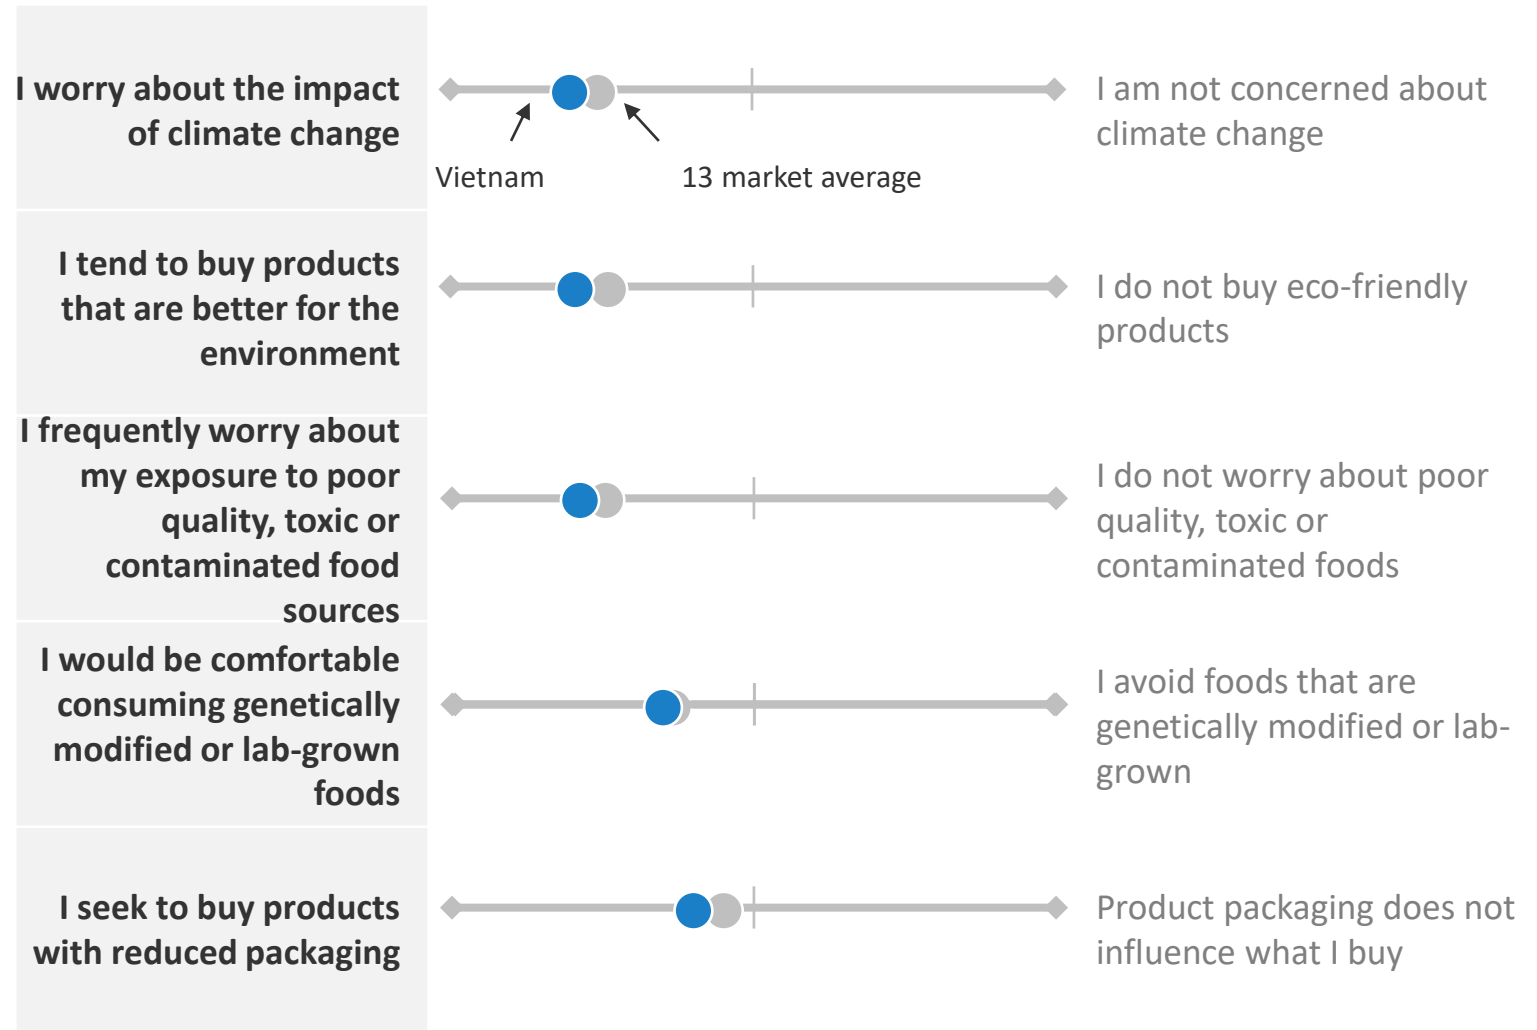 I worry about the impact
of climate change
Vietnam
13 market average
I am not concerned about
climate change
I tend to buy products
that are better for the
environment
I do not buy eco-friendly
products
I frequently worry about
my exposure to poor
quality, toxic or
contaminated food
sources
I do not worry about poor
quality, toxic or
contaminated foods
I would be comfortable
consuming genetically
modified or lab-grown
foods
I avoid foods that are
genetically modified or lab-
grown
I seek to buy products
with reduced packaging
Product packaging does not
influence what I buy